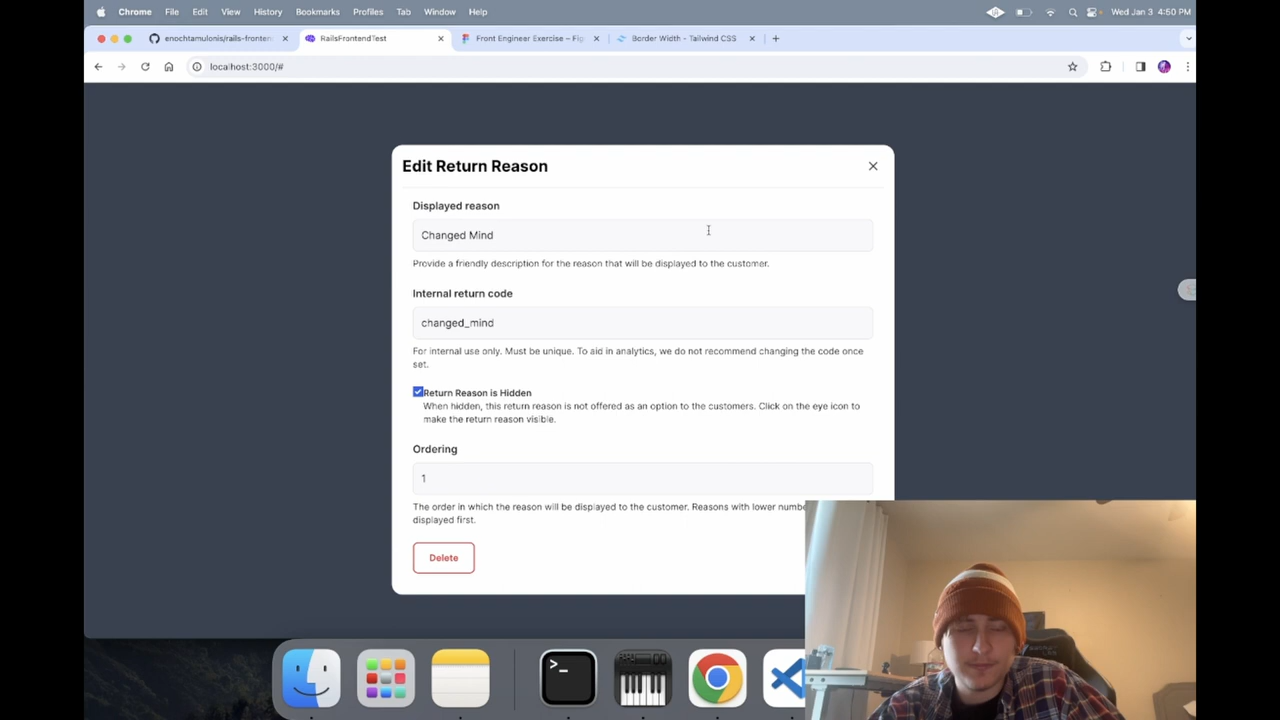 Chrome File Edit View History Bookmarks Profiles Tab Window Help Wed Jan 3 4:50 PM
enochtamulonis/rails-fronten RailsFrontendTest Front Engineer Exercise – Fig Border Width - Tailwind CSS
localhost:3000/#
Edit Return Reason
Displayed reason
Changed Mind
Provide a friendly description for the reason that will be displayed to the customer.
Internal return code
changed_mind
For internal use only. Must be unique. To aid in analytics, we do not recommend changing the code once
set.
Return Reason is Hidden
When hidden, this return reason is not offered as an option to the customers. Click on the eye icon to
make the return reason visible.
Ordering
1
The order in which the reason will be displayed to the customer. Reasons with lower numbe
displayed first.
Delete